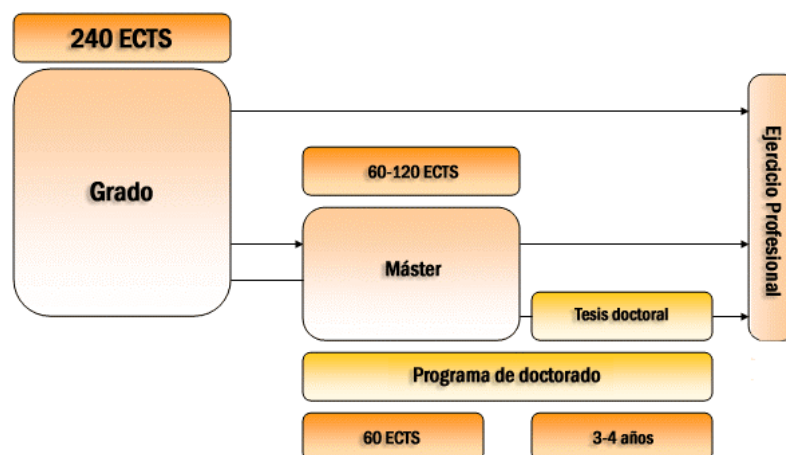 240 ECTS
Grado
60-120 ECTS
Máster
Ejercicio Profesional
Tesis doctoral
Programa de doctorado
60 ECTS
3-4 años